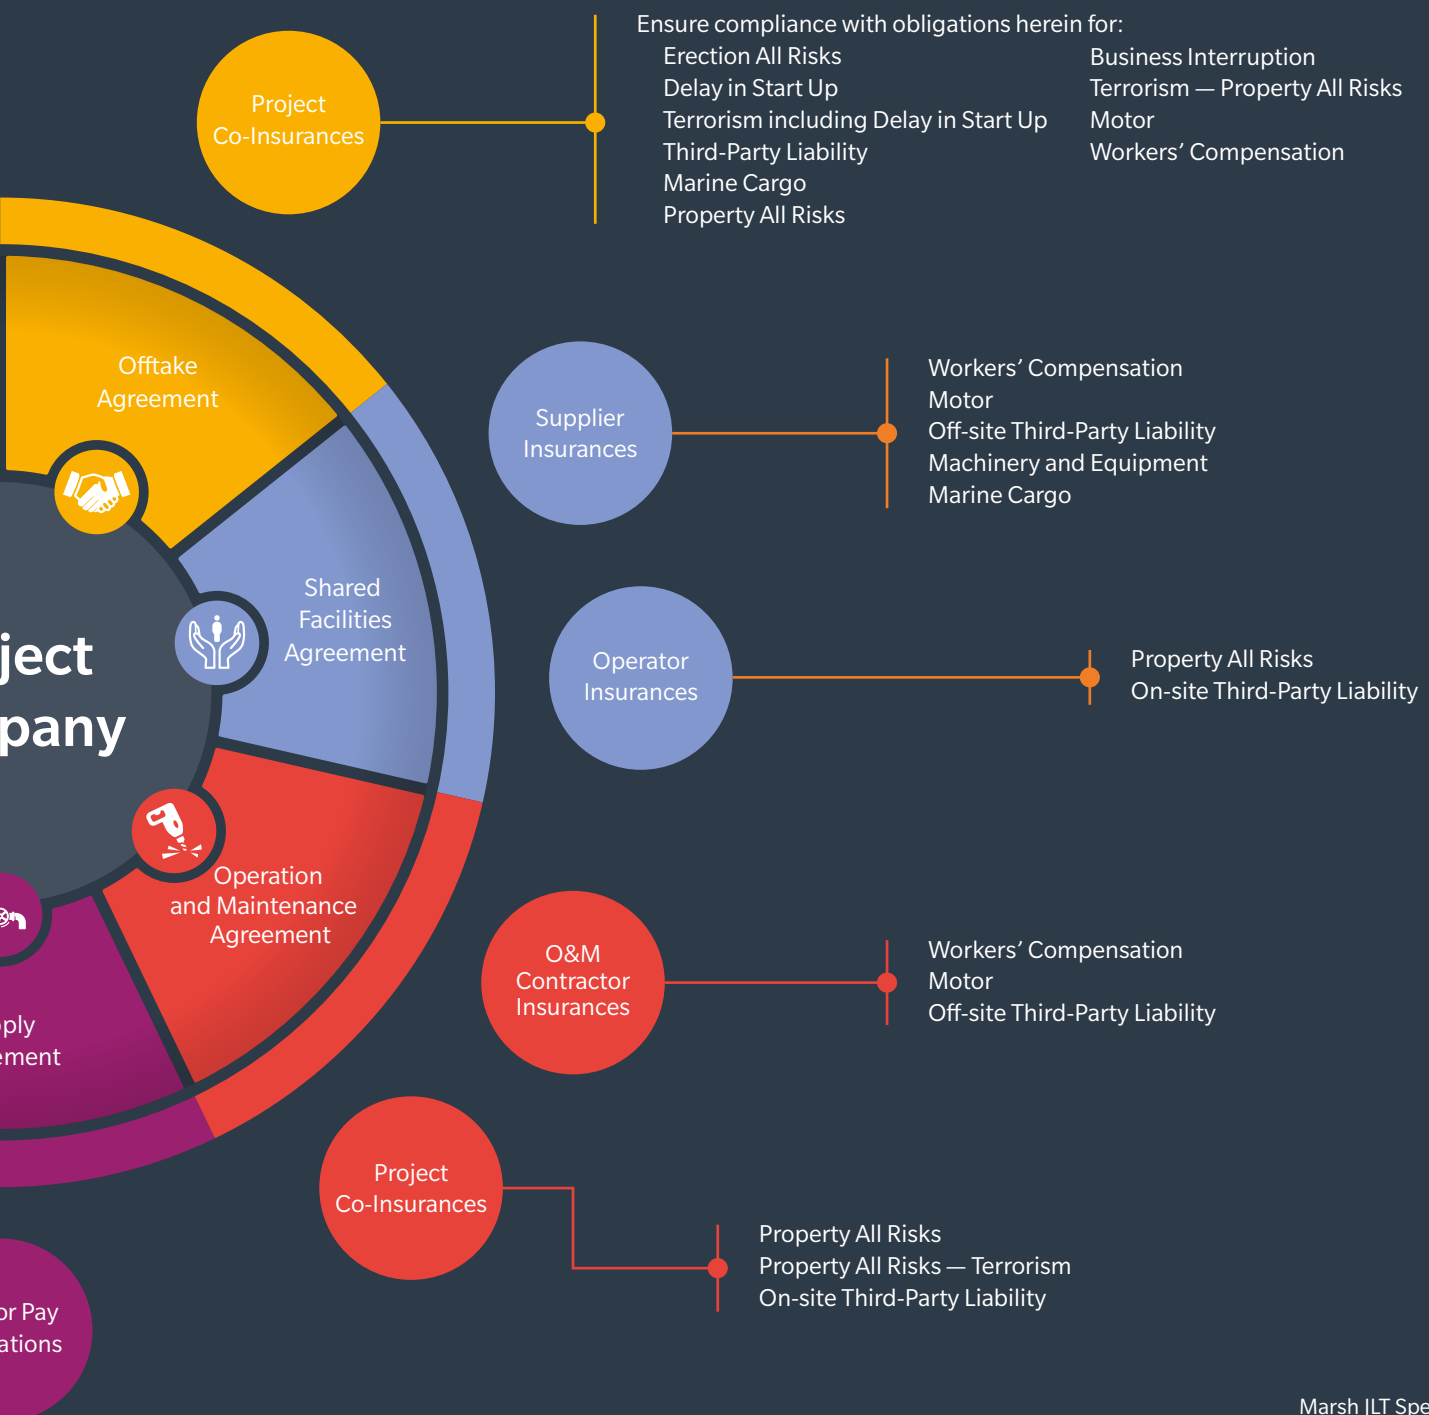 Project
Co-Insurances
Ensure compliance with obligations herein for:
Erection All Risks
Delay in Start Up
Terrorism including Delay in Start Up
Third-Party Liability
Marine Cargo
Property All Risks
Business Interruption
Terrorism — Property All Risks
Motor
Workers’ Compensation
Offtake
Agreement
Supplier
Insurances
Workers’ Compensation
Motor
Off-site Third-Party Liability
Machinery and Equipment
Marine Cargo
Shared
Facilities
Agreement
ject
pany
Operator
Insurances
Property All Risks
On-site Third-Party Liability
Operation
and Maintenance
Agreement
O&M
Contractor
Insurances
Workers’ Compensation
Motor
Off-site Third-Party Liability
ply
ement
Project
Co-Insurances
Property All Risks
Property All Risks — Terrorism
On-site Third-Party Liability
or Pay
ations
Marsh JLT Spe